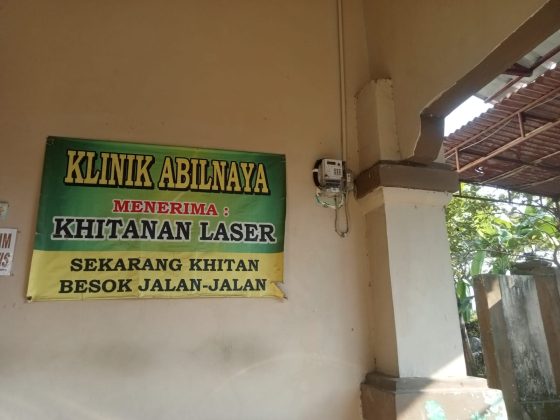 KLINIK ABILNAYA
MENERIMA :
KHITANAN LASER
SEKARANG KHITAN
BESOK JALAN-JALAN